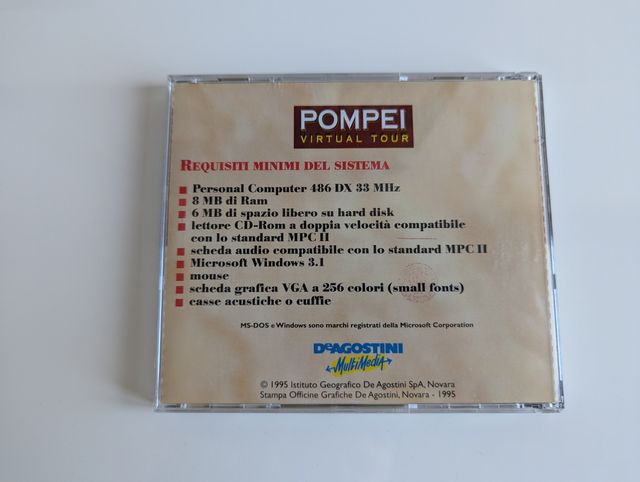 POMPEI
VIRTUAL TOUR
REQUISITI MINIMI DEL SISTEMA
Personal Computer 486 DX 33 MHz
8 MB di Ram
6 MB di spazio libero su hard disk
lettore CD-Rom a doppia velocità compatibile
con lo standard MPC II
scheda audio compatibile con lo standard MPC II
Microsoft Windows 3.1
mouse
scheda grafica VGA a 256 colori (small fonts)
casse acustiche o cuffie
MS-DOS e Windows sono marchi registrati della Microsoft Corporation
DEAGOSTINI
MultiMedia
© 1995 Istituto Geografico De Agostini SpA, Novara
Stampa Officine Grafiche De Agostini, Novara - 1995